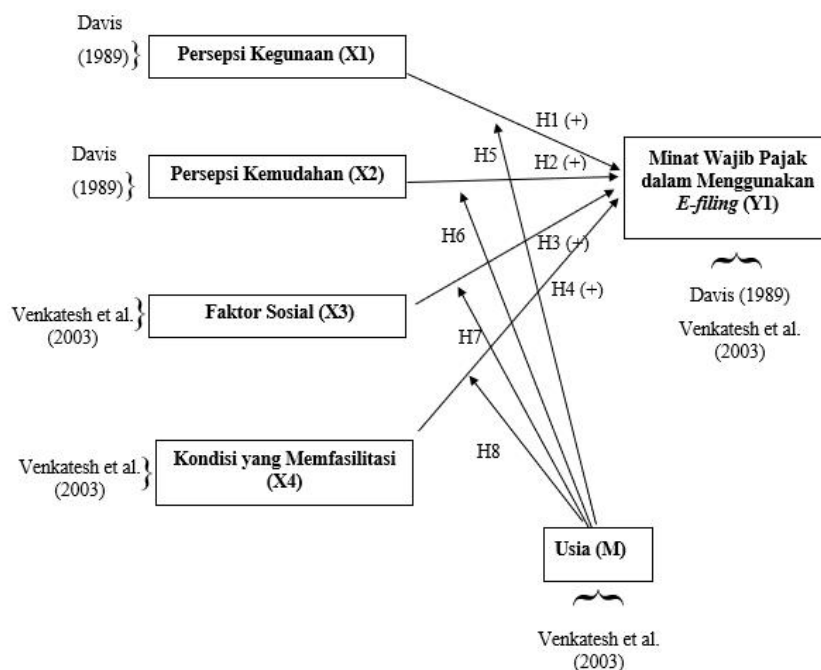 Davis
(1989)
}
Persepsi Kegunaan (X1)
H1 (+)
Davis
(1989)
}
Persepsi Kemudahan (X2)
H2 (+)
H5
Minat Wajib Pajak
dalam Menggunakan
E-filing (Y1)
H6
H3 (+)
H4 (+)
}
Davis (1989)
Venkatesh et al.
(2003)
Venkatesh et al.
(2003)
}
Faktor Sosial (X3)
H7
Venkatesh et al.
(2003)
}
Kondisi yang Memfasilitasi
(X4)
H8
Usia (M)
}
Venkatesh et al.
(2003)